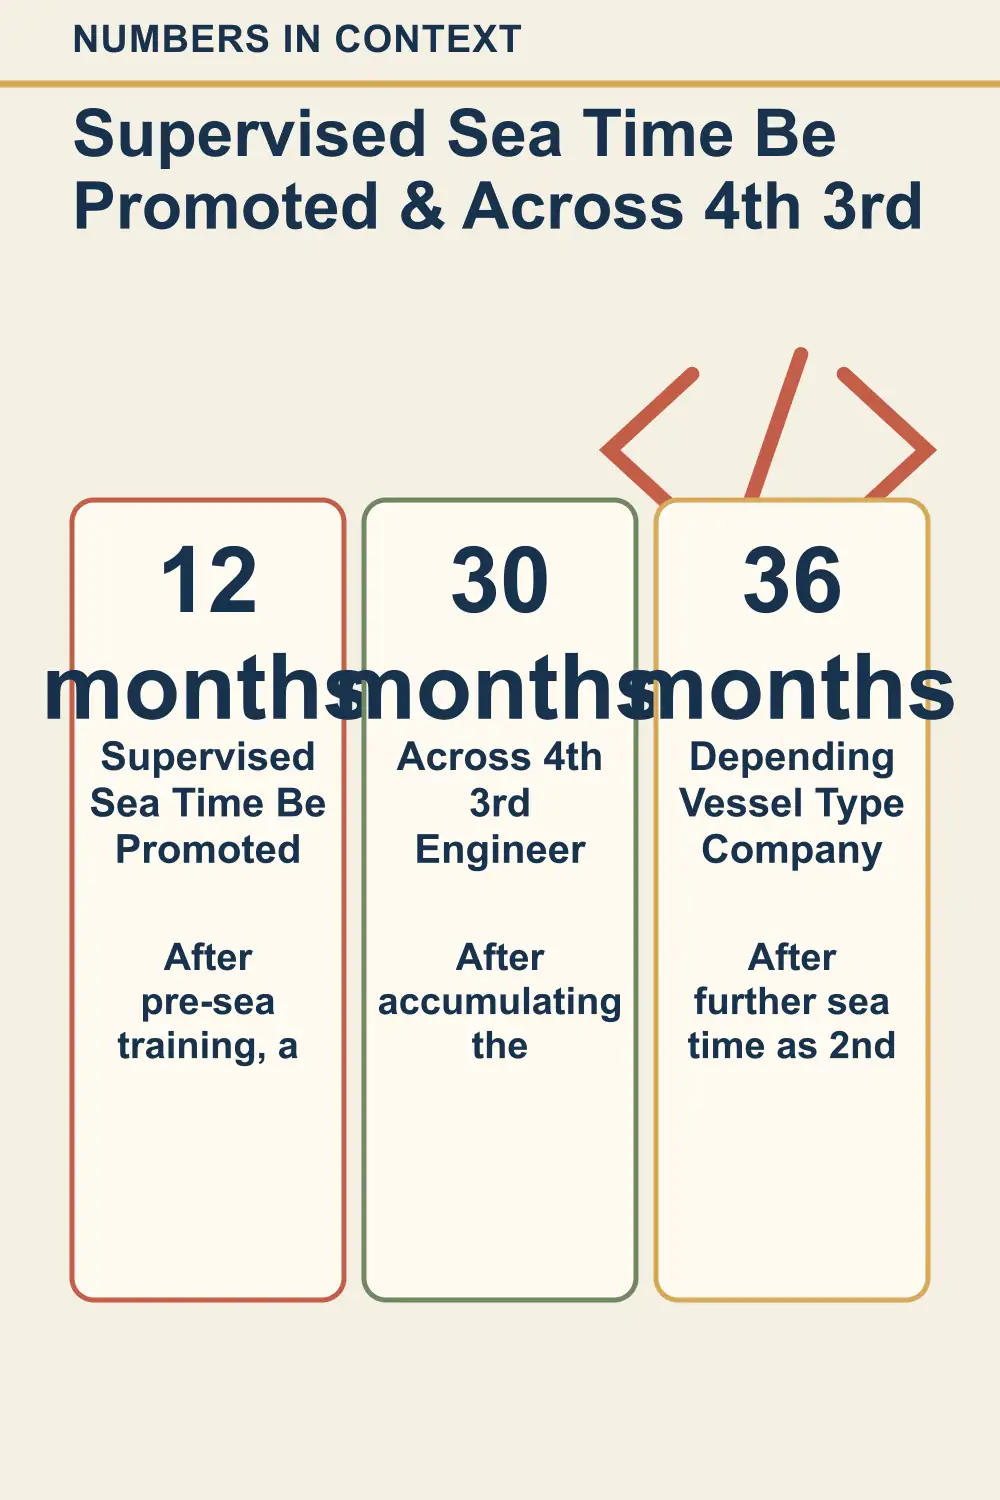 NUMBERS IN CONTEXT
Supervised Sea Time Be
Promoted & Across 4th 3rd
12
months
Supervised
Sea Time Be
Promoted
After
pre-sea
training, a
30
months
Across 4th
3rd
Engineer
After
accumulating
the
36
months
Depending
Vessel Type
Company
After
further sea
time as 2nd